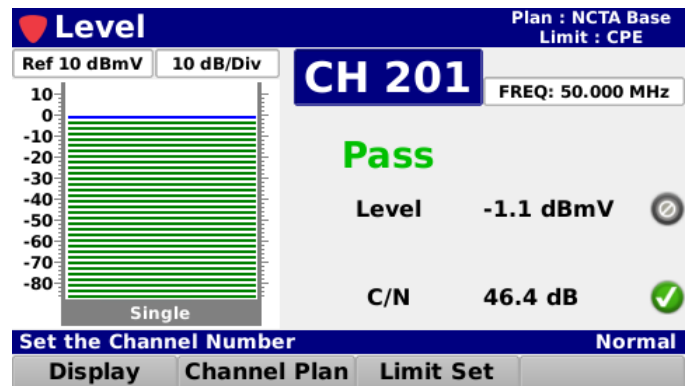 Level
Plan : NCTA Base
Limit : CPE
Ref 10 dBmV
10 dB/Div
CH 201
FREQ: 50.000 MHz
10
0
-10
-20
-30
-40
-50
-60
-70
-80
Single
Pass
Level -1.1 dBmV
C/N 46.4 dB
Set the Channel Number Normal
Display Channel Plan Limit Set